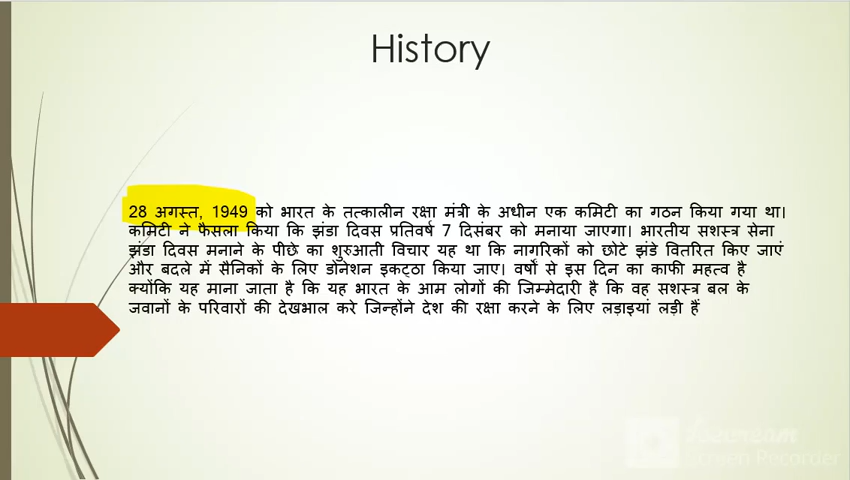 History
28 अगस्त, 1949 को भारत के तत्कालीन रक्षा मंत्री के अधीन एक कमिटी का गठन किया गया था।
कमिटी ने फैसला किया कि झंडा दिवस प्रतिवर्ष 7 दिसंबर को मनाया जाएगा। भारतीय सशस्त्र सेना
झंडा दिवस मनाने के पीछे का शुरुआती विचार यह था कि नागरिकों को छोटे झंडे वितरित किए जाएं
और बदले में सैनिकों के लिए डोनेशन इकट्ठा किया जाए। वर्षों से इस दिन का काफी महत्व है
क्योंकि यह माना जाता है कि यह भारत के आम लोगों की जिम्मेदारी है कि वह सशस्त्र बल के
जवानों के परिवारों की देखभाल करे जिन्होंने देश की रक्षा करने के लिए लड़ाइयां लड़ी हैं
Screen Recorder